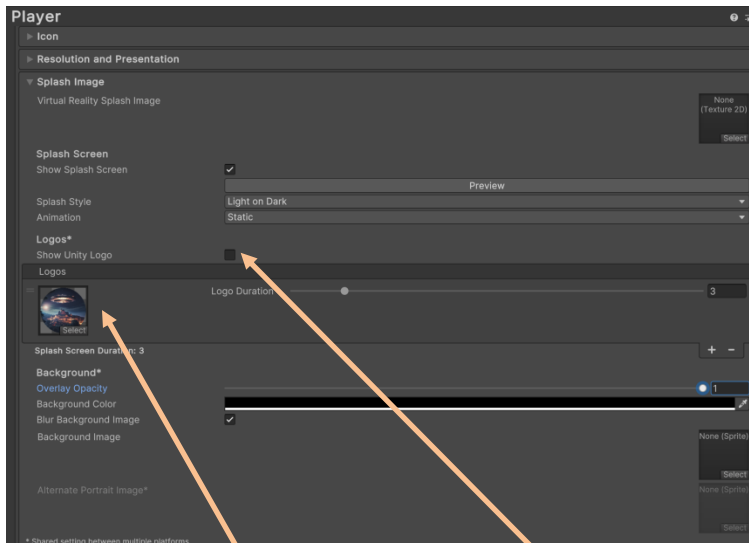 Player
Icon
Resolution and Presentation
Splash Image
Virtual Reality Splash Image
None
(Texture 2D)
Select
Splash Screen
Show Splash Screen
Preview
Splash Style Light on Dark
Animation Static
Logos*
Show Unity Logo
Logos
Logo Duration 3
Select
Splash Screen Duration: 3
Background*
Overlay Opacity 1
Background Color
Blur Background Image
Background Image None (Sprite)
Select
Alternate Portrait Image* None (Sprite)
Select
* Shared setting between multiple platforms.